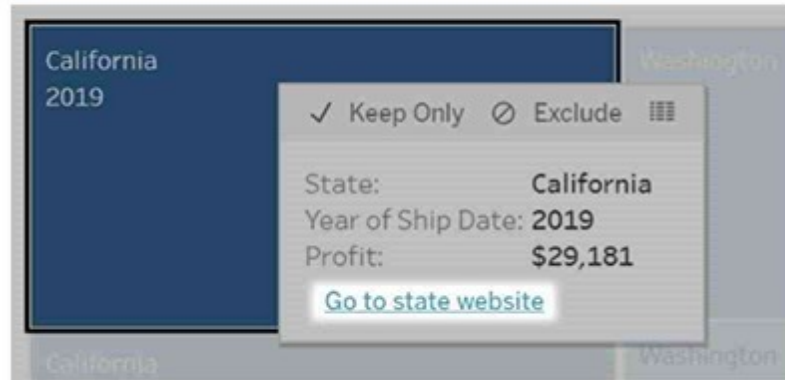 California
2019
Washington
Keep Only Exclude
State: California
Year of Ship Date: 2019
Profit: $29,181
Go to state website
California
Washington